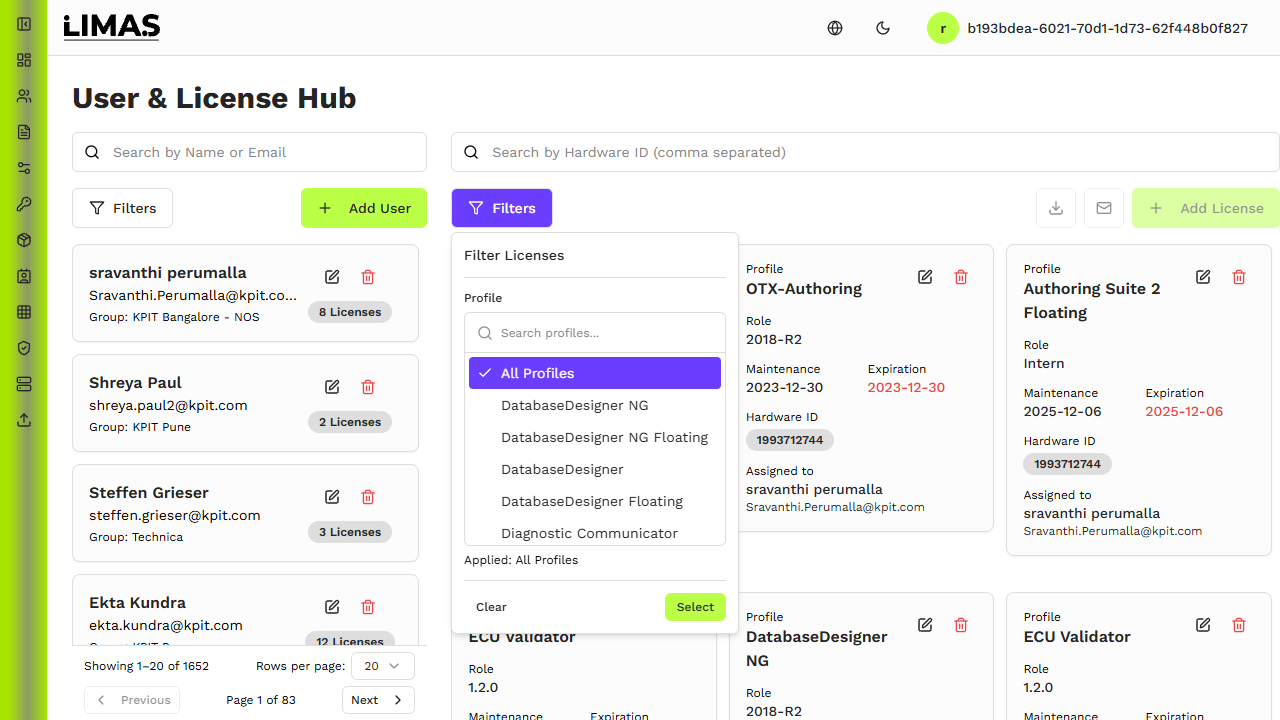 LIMAS
r
b193bdea-6021-70d1-1d73-62f448b0f827
User & License Hub
Search by Name or Email
Search by Hardware ID (comma separated)
Filters
Add User
Filters
Add License
sravanthi perumalla
Sravanthi.Perumalla@kpit.co...
Group: KPIT Bangalore - NOS
8 Licenses
Shreya Paul
shreya.paul2@kpit.com
Group: KPIT Pune
2 Licenses
Steffen Grieser
steffen.grieser@kpit.com
Group: Technica
3 Licenses
Ekta Kundra
ekta.kundra@kpit.com
12 Licenses
Showing 1–20 of 1652
Rows per page:
20
Previous
Page 1 of 83
Next
Filter Licenses
Profile
Search profiles...
All Profiles
DatabaseDesigner NG
DatabaseDesigner NG Floating
DatabaseDesigner
DatabaseDesigner Floating
Diagnostic Communicator
Applied: All Profiles
Clear
Select
Profile
OTX-Authoring
Role
2018-R2
Maintenance
Expiration
2023-12-30
2023-12-30
Hardware ID
1993712744
Assigned to
sravanthi perumalla
Sravanthi.Perumalla@kpit.com
Profile
Authoring Suite 2
Floating
Role
Intern
Maintenance
Expiration
2025-12-06
2025-12-06
Hardware ID
1993712744
Assigned to
sravanthi perumalla
Sravanthi.Perumalla@kpit.com
ECU Validator
Role
1.2.0
Maintenance
Expiration
Profile
DatabaseDesigner
NG
Role
2018-R2
Profile
ECU Validator
Role
1.2.0
Maintenance
Expiration